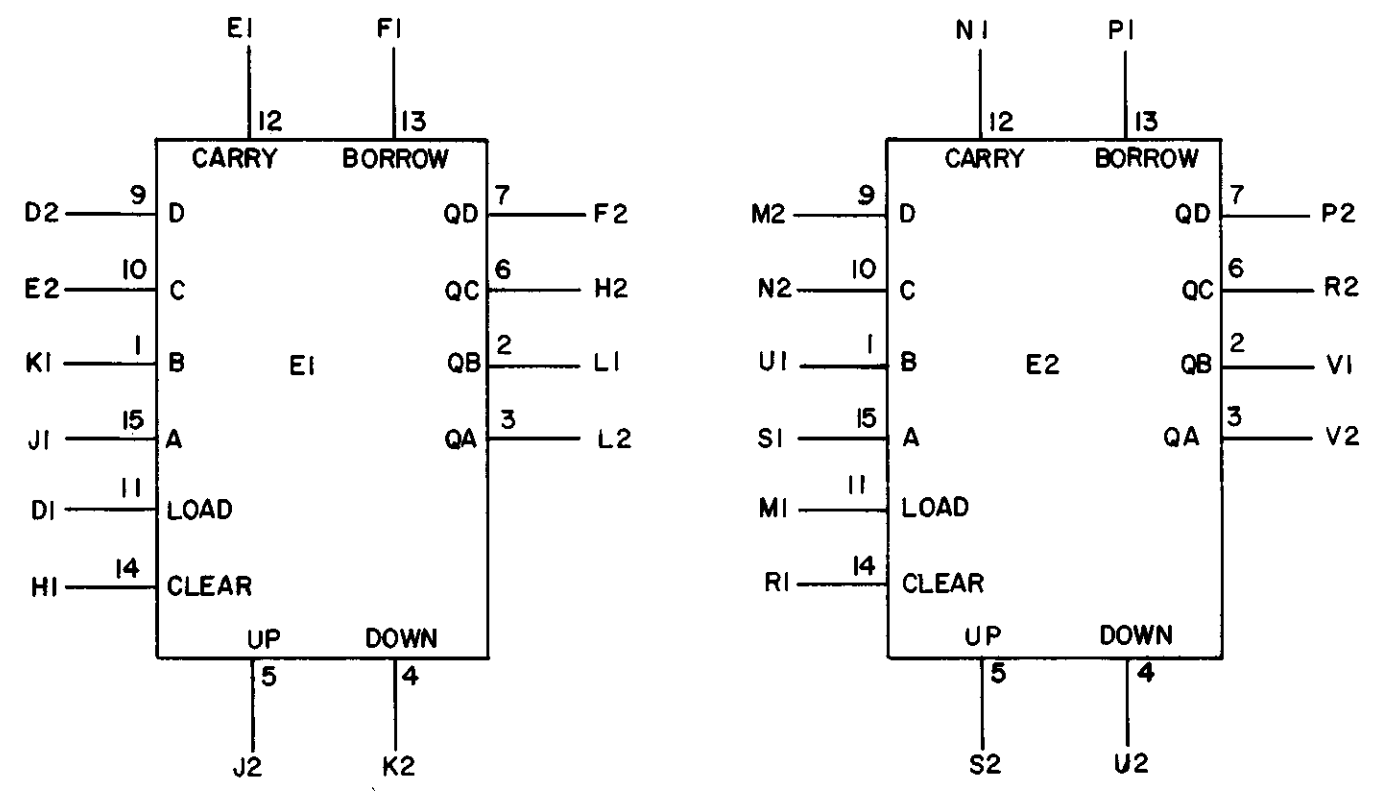 E1 F1 N1 P1
12 13 12 13
CARRY BORROW CARRY BORROW
D2 9 D QD 7 F2 M2 9 D QD 7 P2
E2 10 C QC 6 H2 N2 10 C QC 6 R2
K1 1 B E1 QB 2 L1 U1 1 B E2 QB 2 V1
J1 15 A QA 3 L2 S1 15 A QA 3 V2
D1 11 LOAD M1 11 LOAD
H1 14 CLEAR R1 14 CLEAR
UP DOWN UP DOWN
5 4 5 4
J2 K2 S2 U2